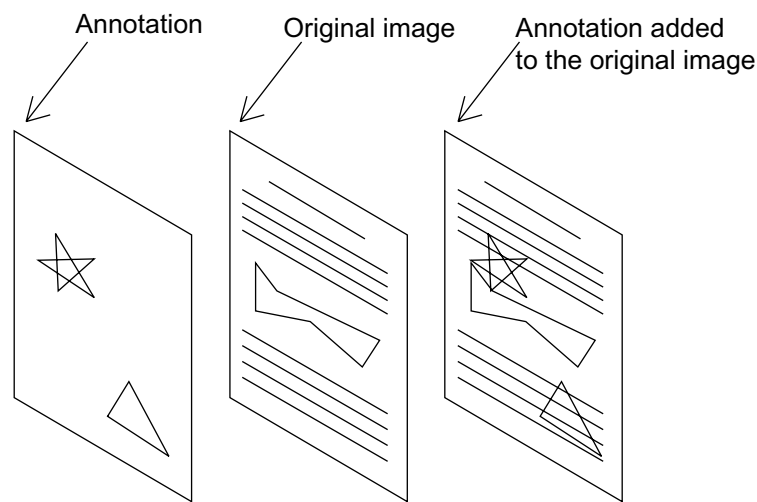 Annotation
Original image
Annotation added
to the original image